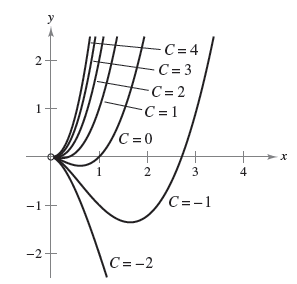 y
C = 4
2
C = 3
C = 2
1
C = 1
C = 0
x
1 2 3 4
-1
C = -1
-2
C = -2